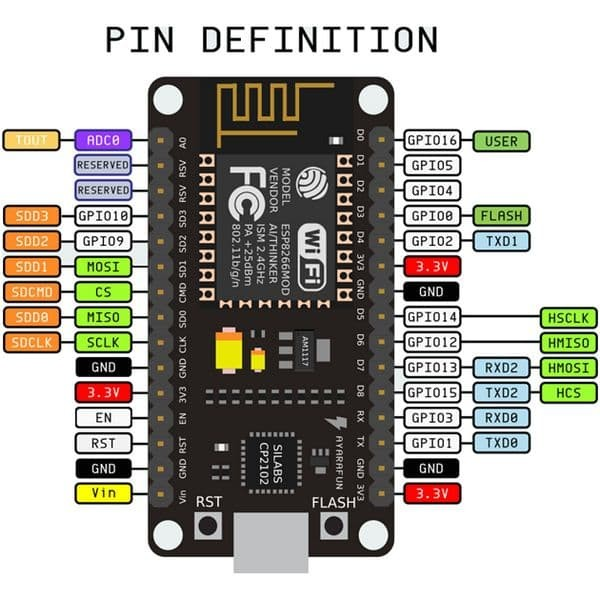 PIN DEFINITION
TOUT ADC0 A0 D0 GPIO16 USER
RESERVED RSV D1 GPIO5
RESERVED RSV D2 GPIO4
SDD3 GPIO10 SD3 D3 GPIO0 FLASH
SDD2 GPIO9 SD2 D4 GPIO2 TXD1
SDD1 MOSI SD1 3V3 3.3V
SDCMD CS CMD GND GND
SDD0 MISO SDO D5 GPIO14 HSCLK
SDCLK SCLK CLK D6 GPIO12 HMISO
GND GND D7 GPIO13 RXD2 HMOSI
3.3V 3V3 D8 GPIO15 TXD2 HCS
EN EN RX GPIO3 RXD0
RST RST TX GPIO1 TXD0
GND GND GND GND
Vin Vin 3V3 3.3V
MODEL ESP8266MOD
VENDOR AITHINKER
ISM 2.4GHz
PA +25dBm
802.11b/g/n
FC
Wi Fi
AM1117
AYARAFUN
SILABS
CP2102
RST
FLASH